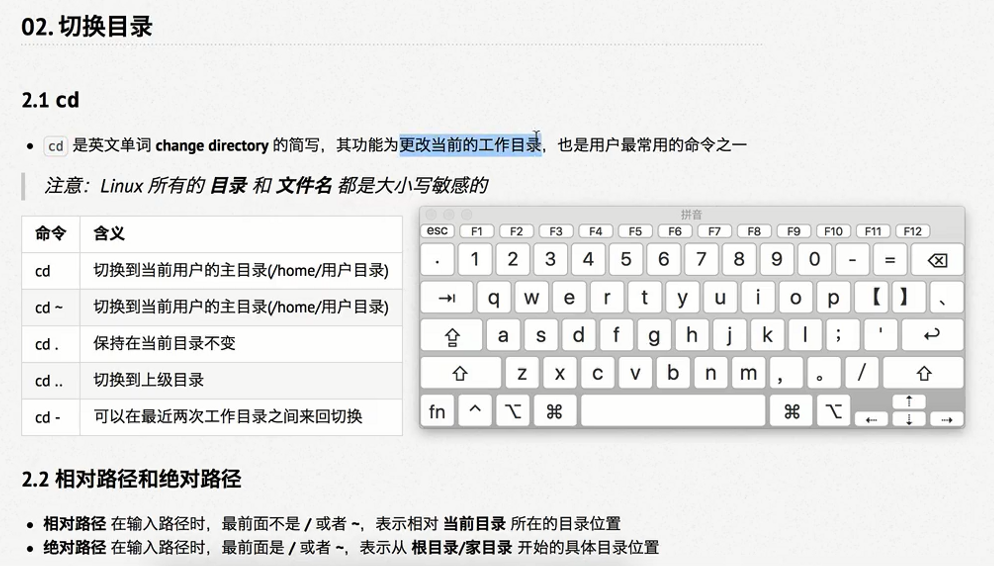 02. 切换目录
2.1 cd
• cd 是英文单词 change directory 的简写，其功能为更改当前的工作目录，也是用户最常用的命令之一
注意：Linux 所有的 目录 和 文件名 都是大小写敏感的
命令 含义
cd 切换到当前用户的主目录(/home/用户目录)
cd ~ 切换到当前用户的主目录(/home/用户目录)
cd . 保持在当前目录不变
cd .. 切换到上级目录
cd - 可以在最近两次工作目录之间来回切换
拼音
esc F1 F2 F3 F4 F5 F6 F7 F8 F9 F10 F11 F12
· 1 2 3 4 5 6 7 8 9 0 - = ⌫
⇥ q w e r t y u i o p 【 】 、
⇪ a s d f g h j k l ; ' ↩
⇧ z x c v b n m , 。 / ⇧
fn ^ ⌥ ⌘ ⌘ ⌥ ← ↑ ↓ →
2.2 相对路径和绝对路径
• 相对路径 在输入路径时，最前面不是 / 或者 ~，表示相对 当前目录 所在的目录位置
• 绝对路径 在输入路径时，最前面是 / 或者 ~，表示从 根目录/家目录 开始的具体目录位置